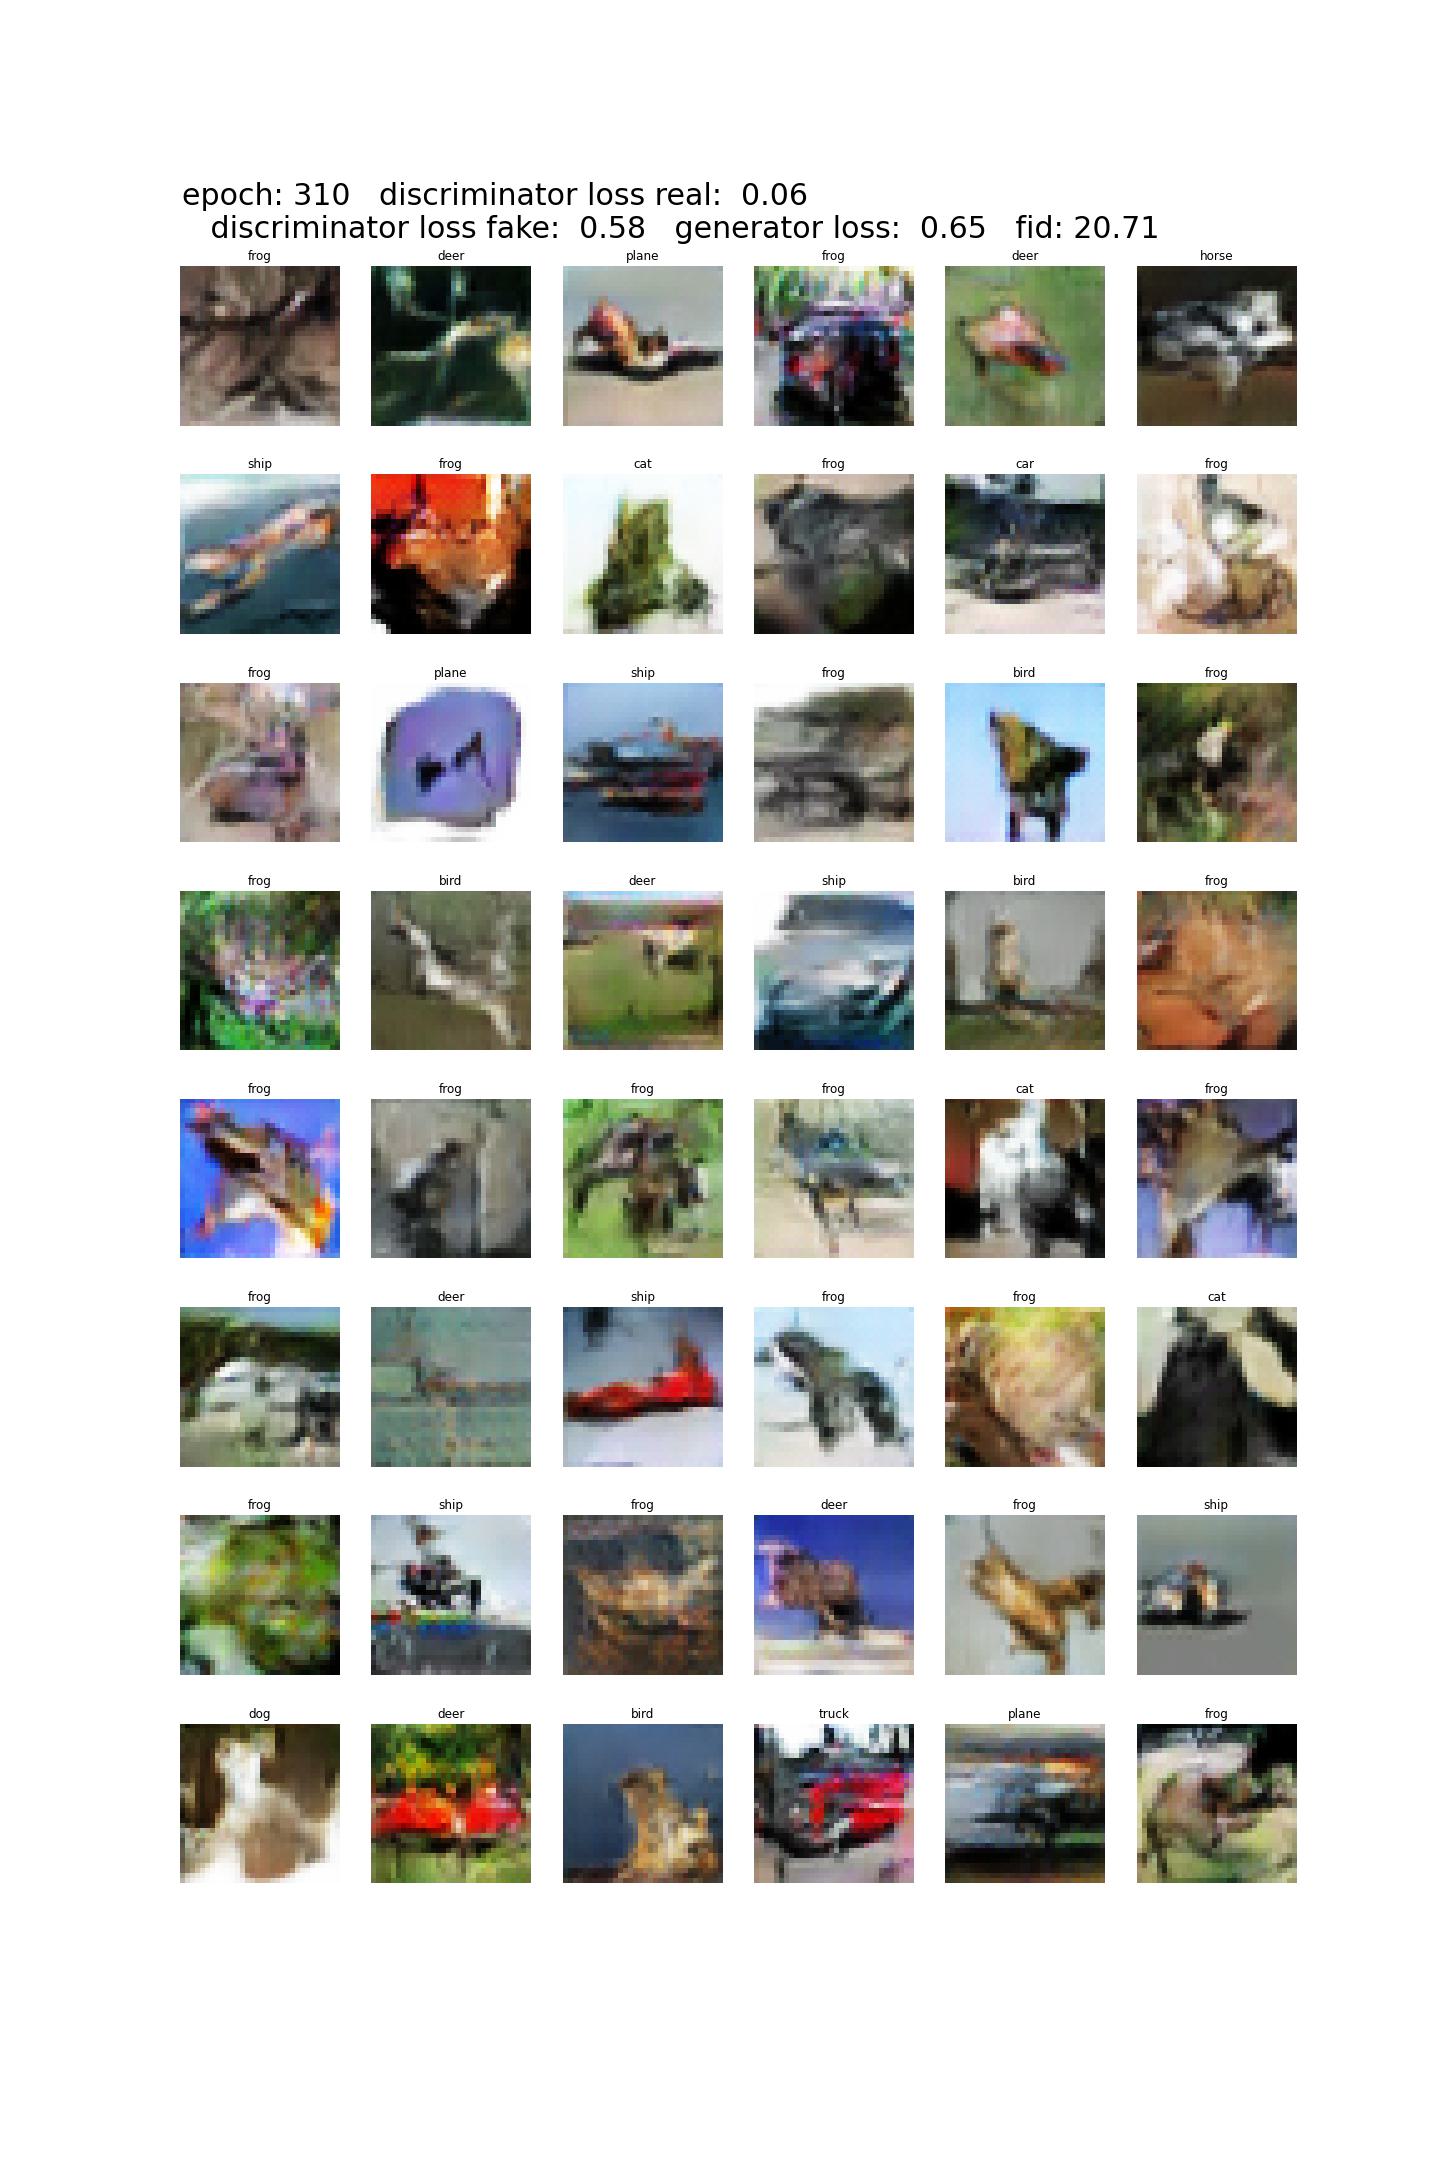 epoch: 310 discriminator loss real: 0.06
discriminator loss fake: 0.58 generator loss: 0.65 fid: 20.71
frog deer plane frog deer horse
ship frog cat frog car frog
frog plane ship frog bird frog
frog bird deer ship bird frog
frog frog frog frog cat frog
frog deer ship frog frog cat
frog ship frog deer frog ship
dog deer bird truck plane frog